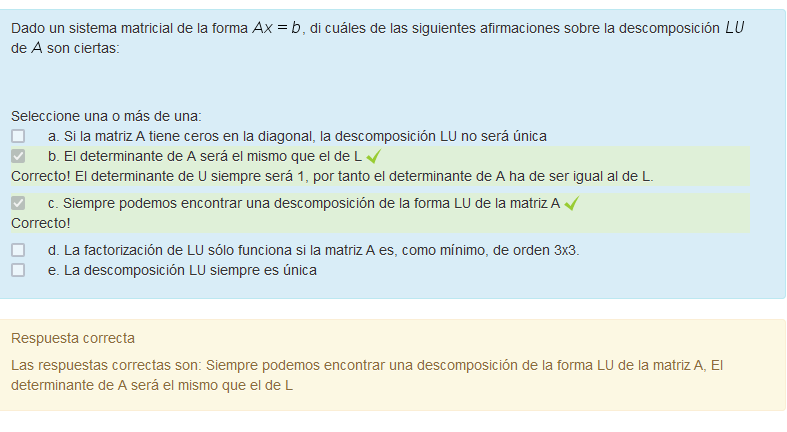 Dado un sistema matricial de la forma Ax = b, di cuáles de las siguientes afirmaciones sobre la descomposición LU
de A son ciertas:
Seleccione una o más de una:
a. Si la matriz A tiene ceros en la diagonal, la descomposición LU no será única
b. El determinante de A será el mismo que el de L
Correcto! El determinante de U siempre será 1, por tanto el determinante de A ha de ser igual al de L.
c. Siempre podemos encontrar una descomposición de la forma LU de la matriz A
Correcto!
d. La factorización de LU sólo funciona si la matriz A es, como mínimo, de orden 3x3.
e. La descomposición LU siempre es única
Respuesta correcta
Las respuestas correctas son: Siempre podemos encontrar una descomposición de la forma LU de la matriz A, El
determinante de A será el mismo que el de L